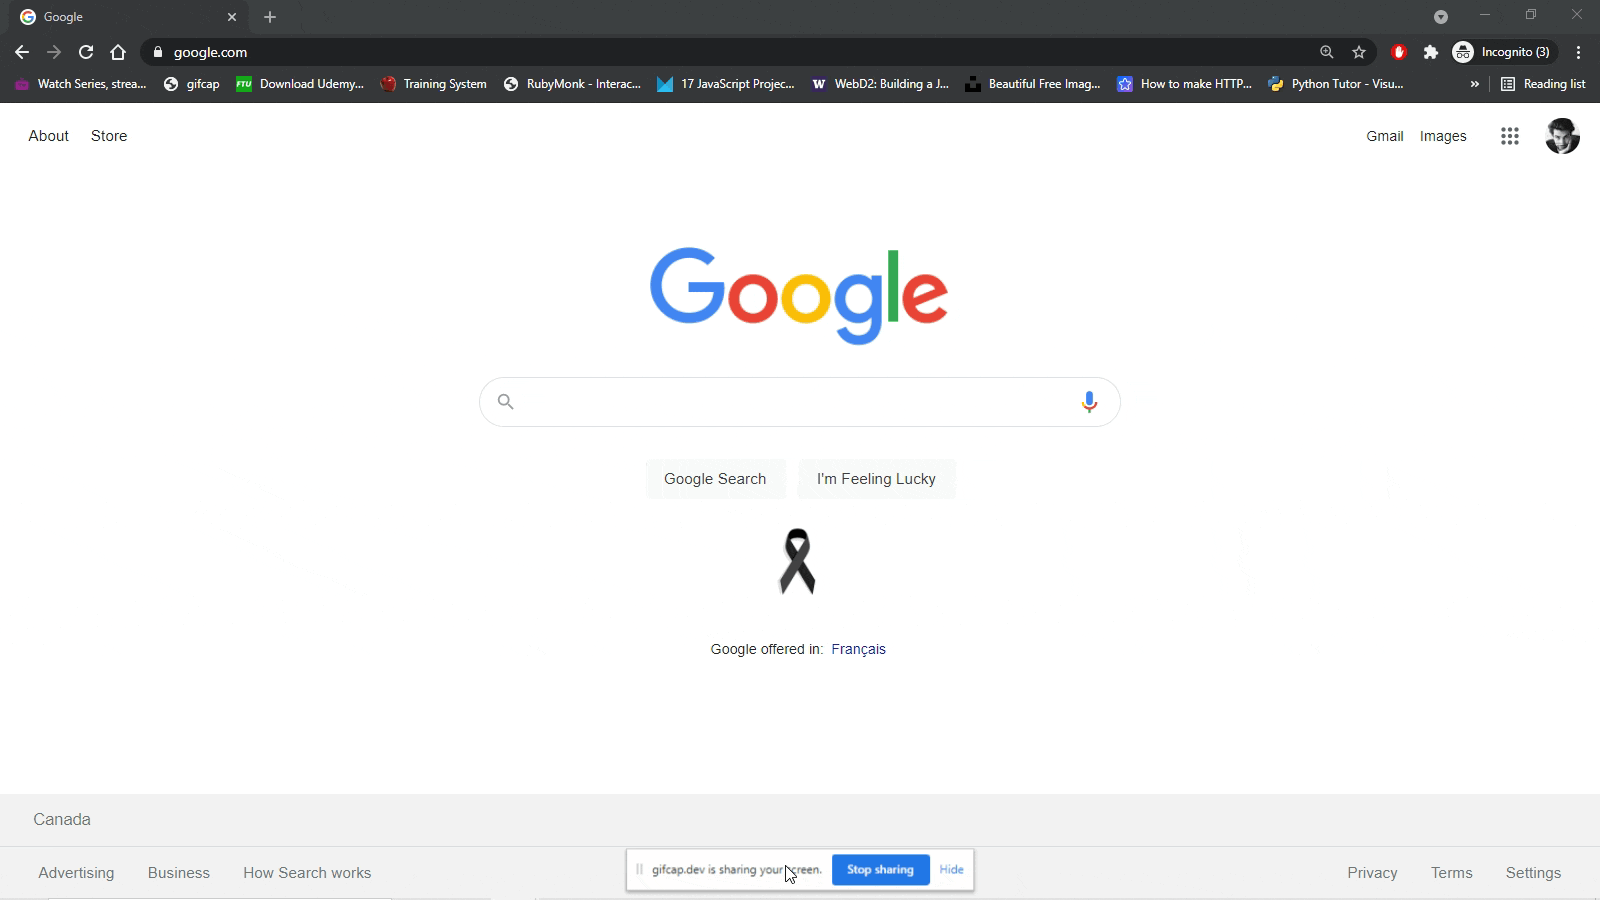 Google
google.com
Incognito (3)
Watch Series, strea...
gifcap
FTU
Download Udemy...
Training System
RubyMonk - Interac...
17 JavaScript Projec...
W
WebD2: Building a J...
Beautiful Free Imag...
How to make HTTP...
Python Tutor - Visu...
»
Reading list
About Store
Gmail Images
Google
Google Search I'm Feeling Lucky
Google offered in: Français
Canada
Advertising Business How Search works
gifcap.dev is sharing your screen. Stop sharing Hide
Privacy Terms Settings